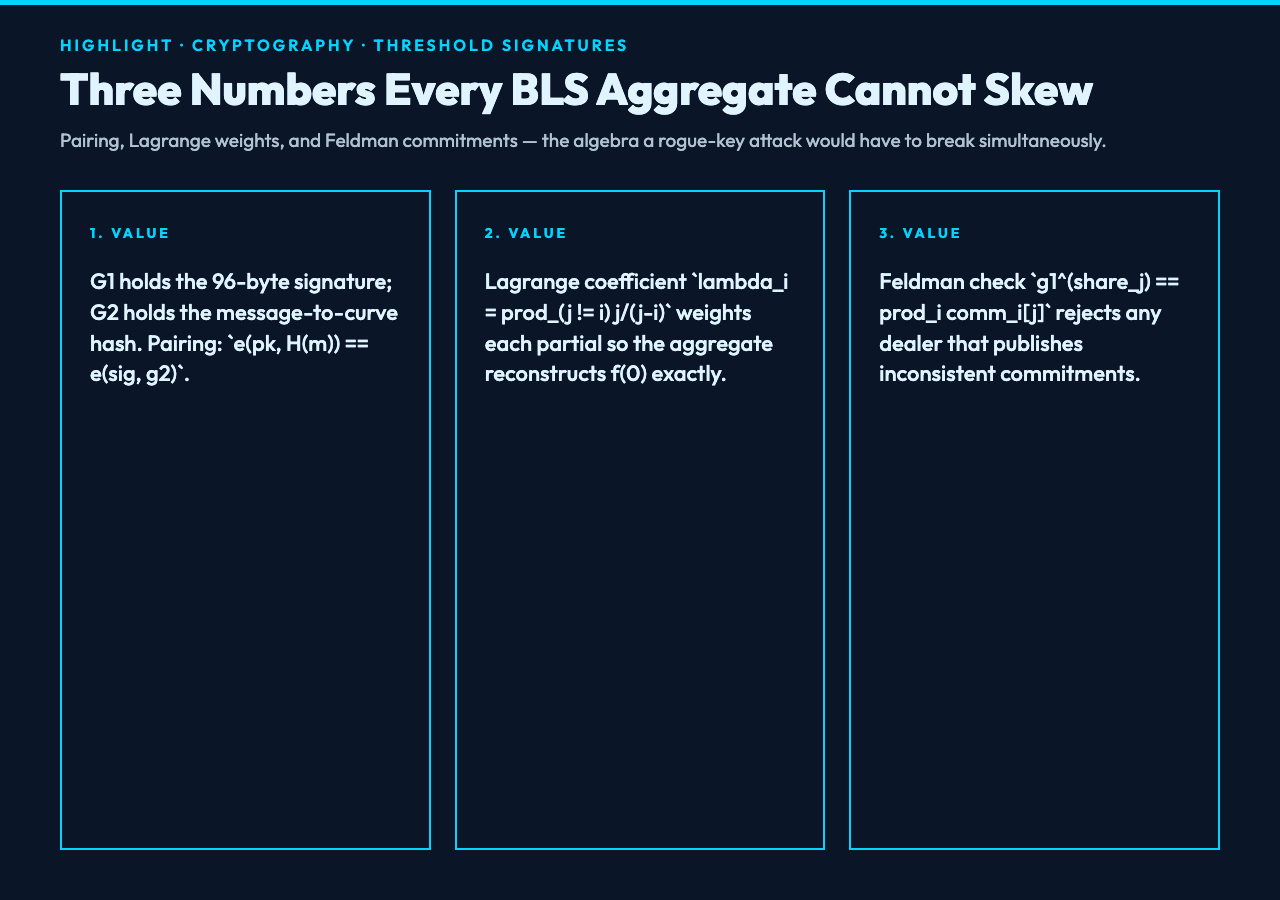 HIGHLIGHT · CRYPTOGRAPHY · THRESHOLD SIGNATURES
Three Numbers Every BLS Aggregate Cannot Skew
Pairing, Lagrange weights, and Feldman commitments — the algebra a rogue-key attack would have to break simultaneously.
1. VALUE
G1 holds the 96-byte signature;
G2 holds the message-to-curve
hash. Pairing: `e(pk, H(m)) ==
e(sig, g2)`.
2. VALUE
Lagrange coefficient `lambda_i
= prod_(j != i) j/(j-i)` weights
each partial so the aggregate
reconstructs f(0) exactly.
3. VALUE
Feldman check `g1^(share_j) ==
prod_i comm_i[j]` rejects any
dealer that publishes
inconsistent commitments.